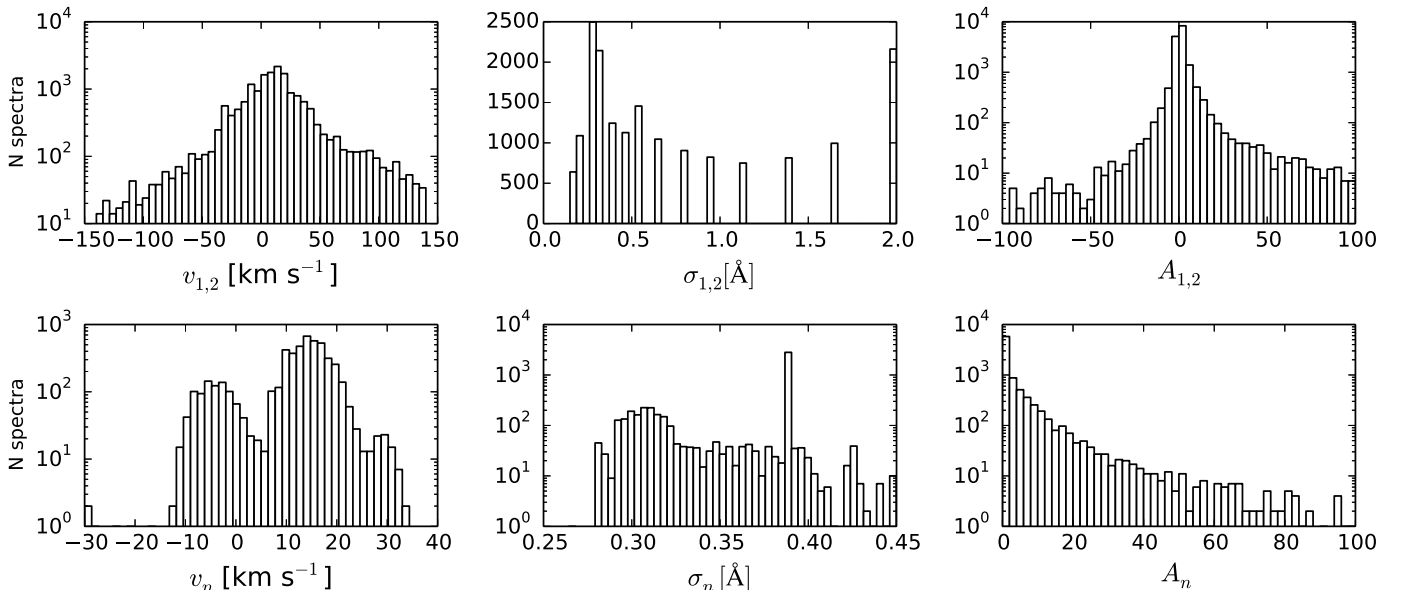 N spectra
10^4
10^3
10^2
10^1
−150 −100 −50 0 50 100 150
v_{1,2} [km s^{−1}]
2500
2000
1500
1000
500
0
0.0 0.5 1.0 1.5 2.0
σ_{1,2}[Å]
10^4
10^3
10^2
10^1
10^0
−100 −50 0 50 100
A_{1,2}
N spectra
10^3
10^2
10^1
10^0
−30 −20 −10 0 10 20 30 40
v_n [km s^{−1}]
10^4
10^3
10^2
10^1
10^0
0.25 0.30 0.35 0.40 0.45
σ_n [Å]
10^4
10^3
10^2
10^1
10^0
0 20 40 60 80 100
A_n